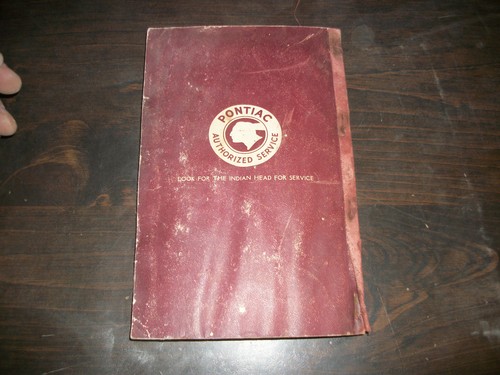 PONTIAC
AUTHORIZED SERVICE
LOOK FOR THE INDIAN HEAD FOR SERVICE